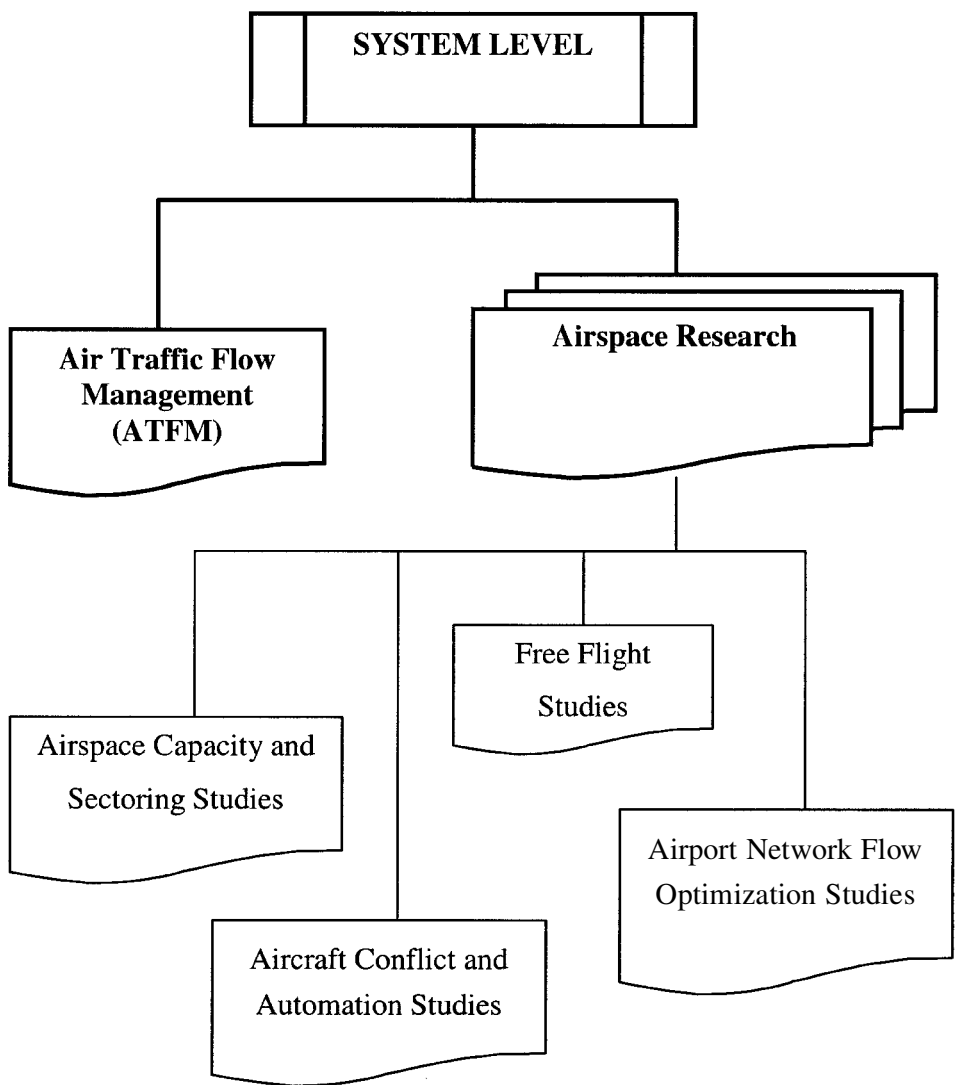 SYSTEM LEVEL
Air Traffic Flow
Management
(ATFM)
Airspace Research
Free Flight
Studies
Airspace Capacity and
Sectoring Studies
Airport Network Flow
Optimization Studies
Aircraft Conflict and
Automation Studies